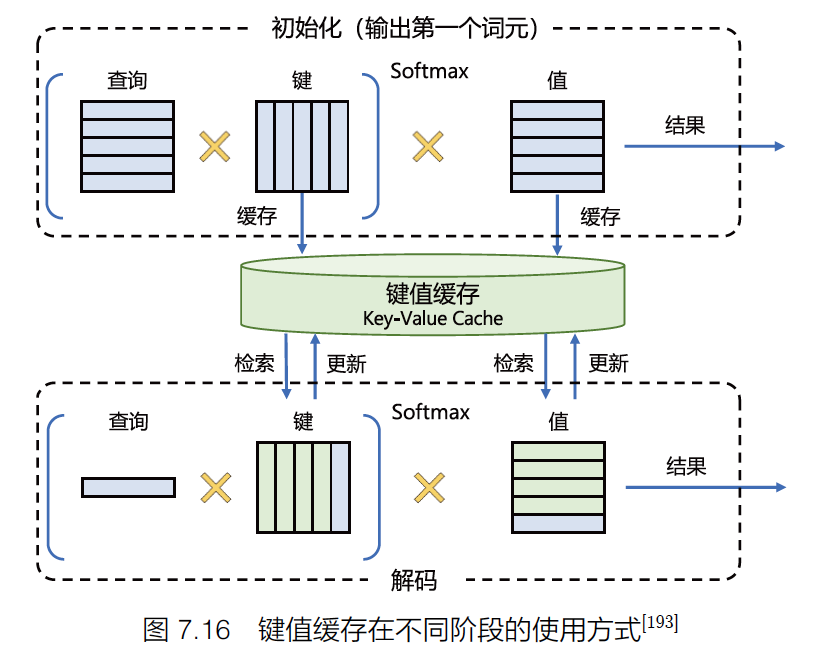 初始化（输出第一个词元）
查询
键
Softmax
值
结果
缓存
缓存
键值缓存
Key-Value Cache
检索
更新
检索
更新
查询
键
Softmax
值
结果
解码
图 7.16 键值缓存在不同阶段的使用方式[193]